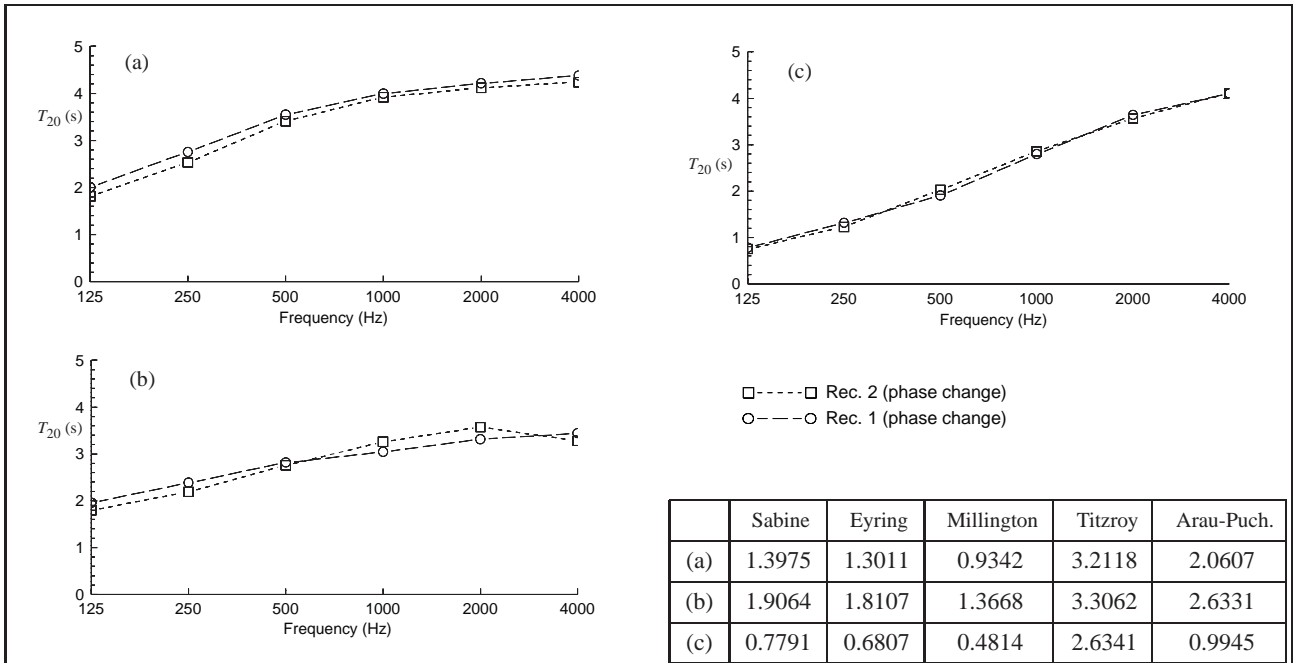 (a)
5
4
T20 (s)
3
2
1
0
125 250 500 1000 2000 4000
Frequency (Hz)
(c)
5
4
3
T20 (s)
2
1
0
125 250 500 1000 2000 4000
Frequency (Hz)
(b)
5
4
T20 (s)
3
2
1
0
125 250 500 1000 2000 4000
Frequency (Hz)
Rec. 2 (phase change)
Rec. 1 (phase change)
Sabine Eyring Millington Titzroy Arau-Puch.
(a) 1.3975 1.3011 0.9342 3.2118 2.0607
(b) 1.9064 1.8107 1.3668 3.3062 2.6331
(c) 0.7791 0.6807 0.4814 2.6341 0.9945